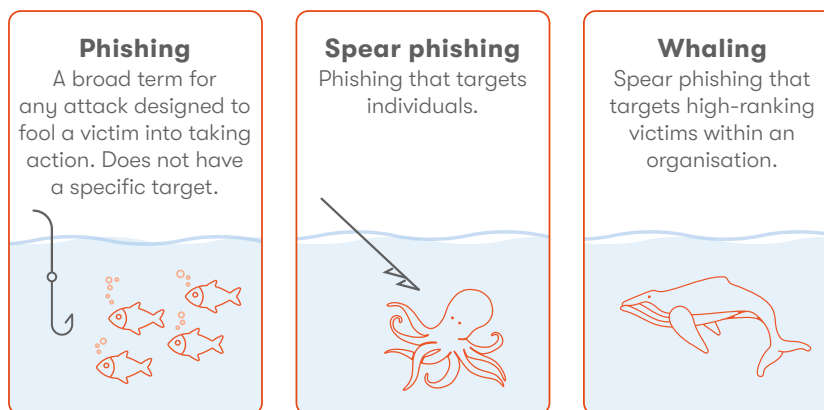 Phishing
A broad term for
any attack designed to
fool a victim into taking
action. Does not have
a specific target.
Spear phishing
Phishing that targets
individuals.
Whaling
Spear phishing that
targets high-ranking
victims within an
organisation.